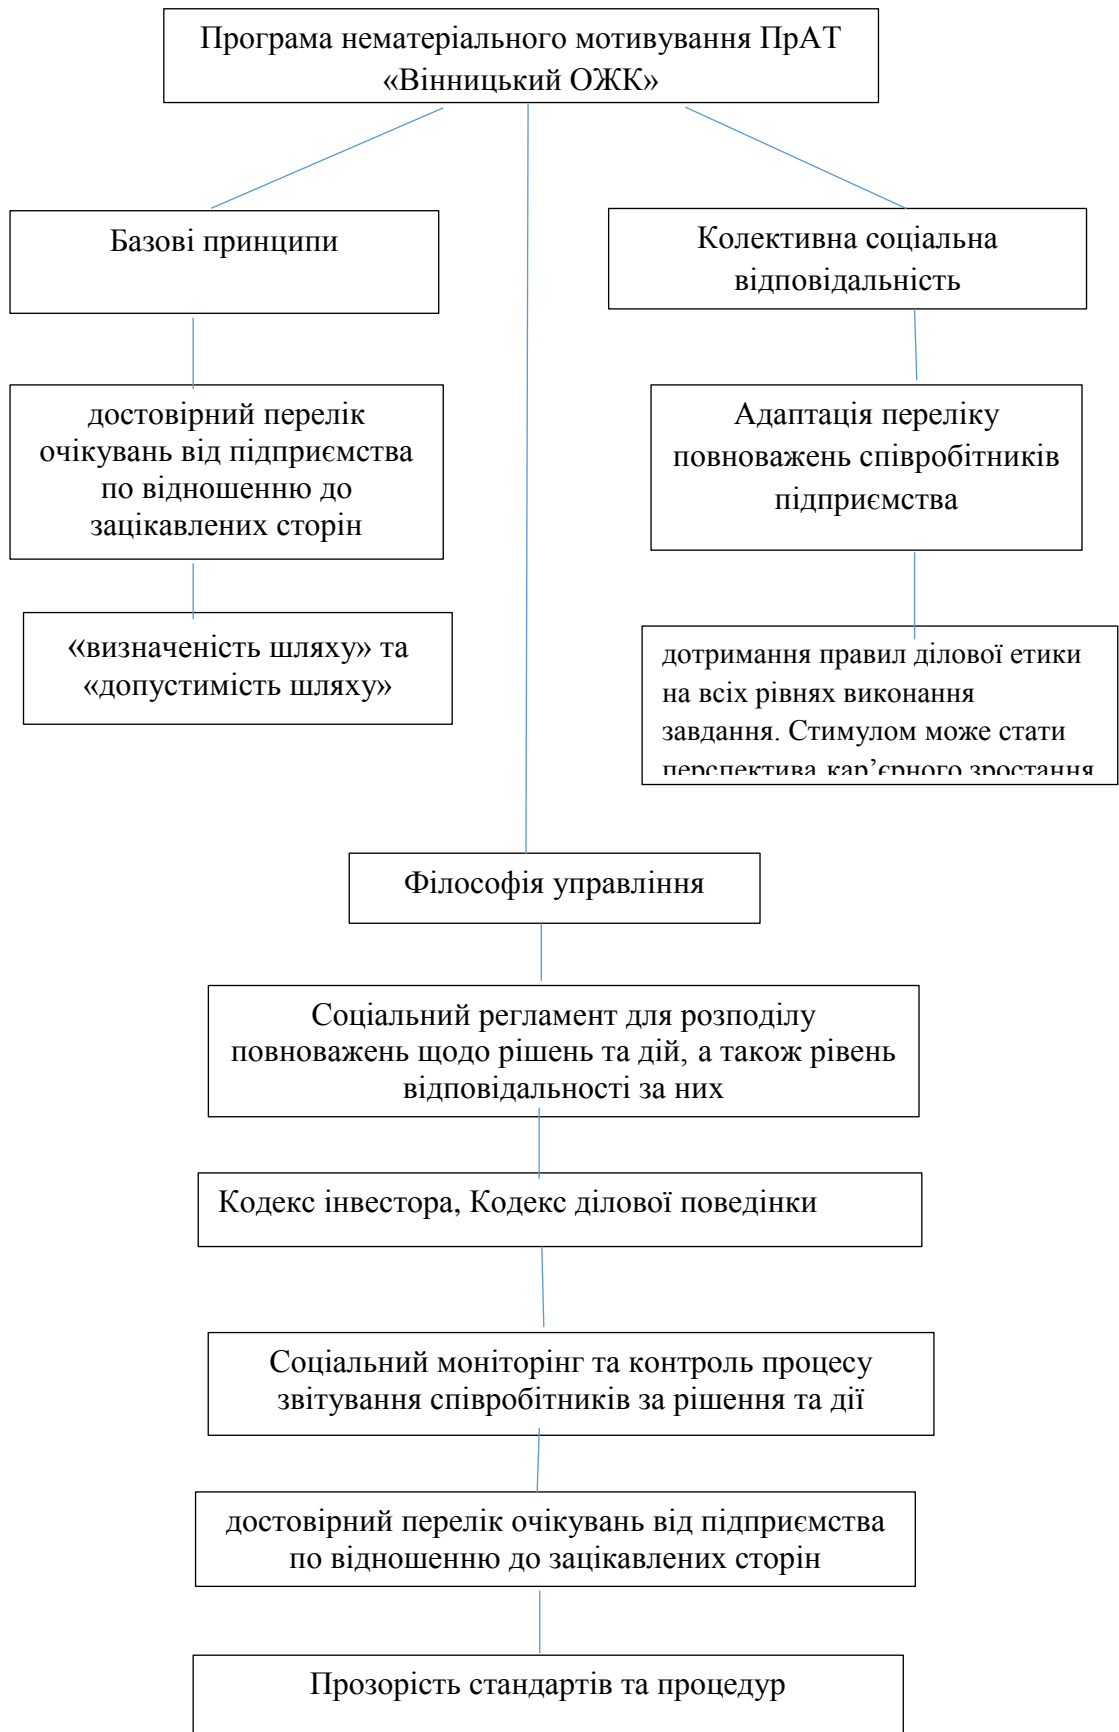 Програма нематеріального мотивування ПрАТ
«Вінницький ОЖК»
Базові принципи
Колективна соціальна
відповідальність
достовірний перелік
очікувань від підприємства
по відношенню до
зацікавлених сторін
Адаптація переліку
повноважень співробітників
підприємства
«визначеність шляху» та
«допустимість шляху»
дотримання правил ділової етики
на всіх рівнях виконання
завдання. Стимулом може стати
перспектива кар’єрного зростання
Філософія управління
Соціальний регламент для розподілу
повноважень щодо рішень та дій, а також рівень
відповідальності за них
Кодекс інвестора, Кодекс ділової поведінки
Соціальний моніторінг та контроль процесу
звітування співробітників за рішення та дії
достовірний перелік очікувань від підприємства
по відношенню до зацікавлених сторін
Прозорість стандартів та процедур